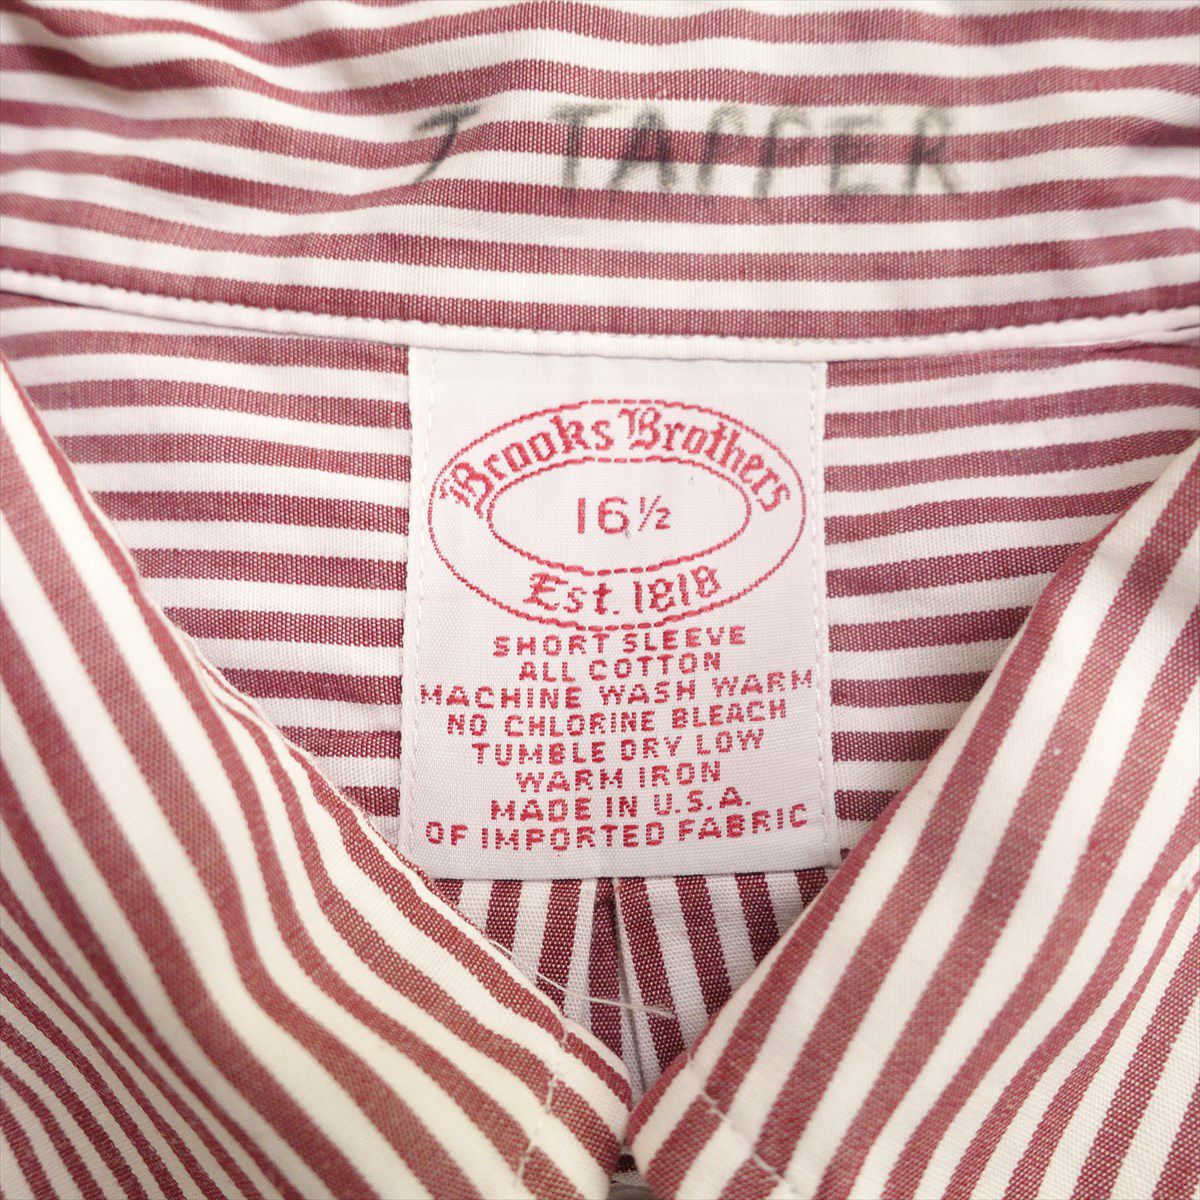 J TAPPER
Brooks Brothers
16½
Est. 1818
SHORT SLEEVE
ALL COTTON
MACHINE WASH WARM
NO CHLORINE BLEACH
TUMBLE DRY LOW
WARM IRON
MADE IN U.S.A.
OF IMPORTED FABRIC